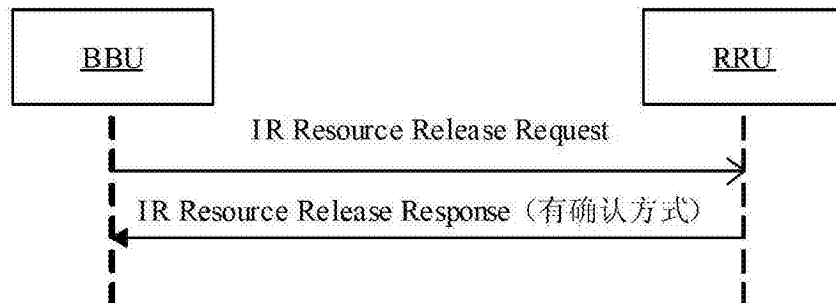 BBU
RRU
IR Resource Release Request
IR Resource Release Response（有确认方式）